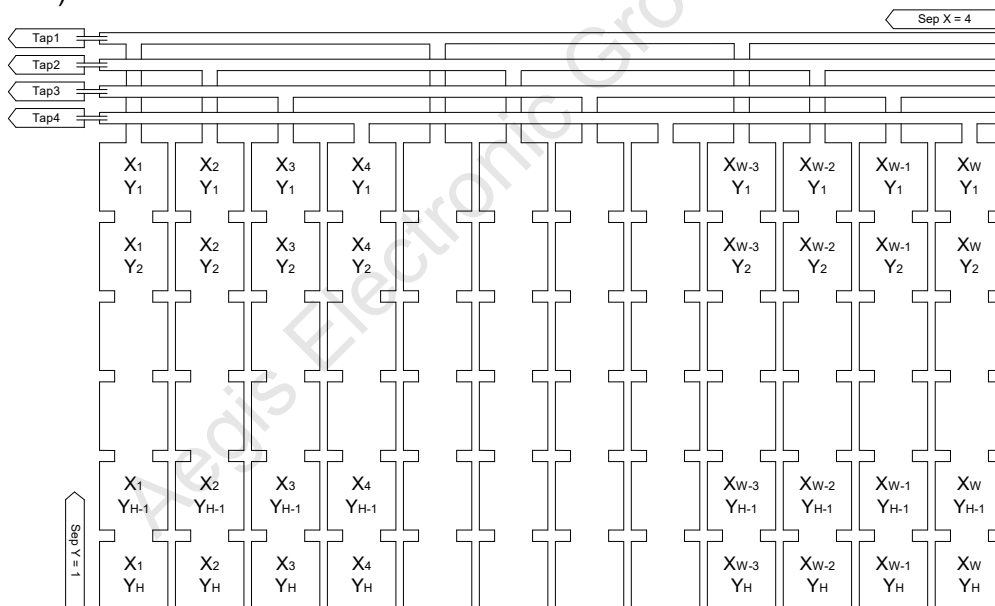 )
Sep X = 4
Tap1
Tap2
Tap3
Tap4
X1 X2 X3 X4 XW-3 XW-2 XW-1 XW
Y1 Y1 Y1 Y1 Y1 Y1 Y1 Y1
X1 X2 X3 X4 XW-3 XW-2 XW-1 XW
Y2 Y2 Y2 Y2 Y2 Y2 Y2 Y2
X1 X2 X3 X4 XW-3 XW-2 XW-1 XW
YH-1 YH-1 YH-1 YH-1 YH-1 YH-1 YH-1 YH-1
Sep Y = 1
X1 X2 X3 X4 XW-3 XW-2 XW-1 XW
YH YH YH YH YH YH YH YH
Aegis Electronic Gro